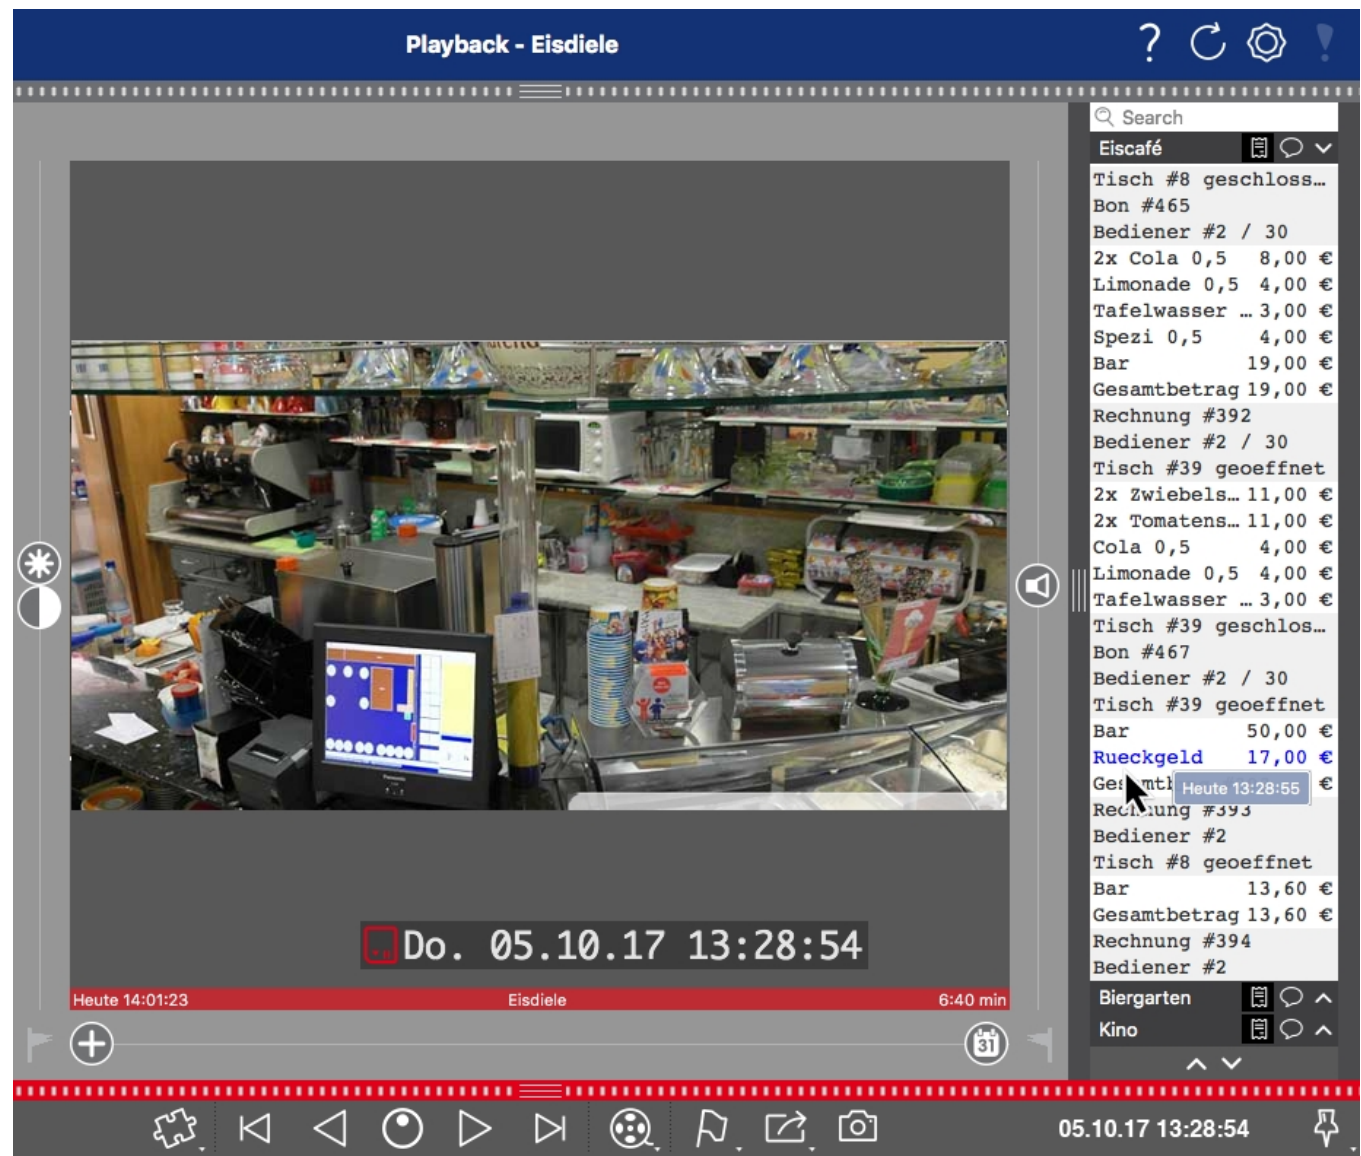 Playback - Eisdiele
Search
Eiscafé
Tisch #8 geschloss…
Bon #465
Bediener #2 / 30
2x Cola 0,5 8,00 €
Limonade 0,5 4,00 €
Tafelwasser … 3,00 €
Spezi 0,5 4,00 €
Bar 19,00 €
Gesamtbetrag 19,00 €
Rechnung #392
Bediener #2 / 30
Tisch #39 geoeffnet
2x Zwiebels… 11,00 €
2x Tomatens… 11,00 €
Cola 0,5 4,00 €
Limonade 0,5 4,00 €
Tafelwasser … 3,00 €
Tisch #39 geschlos…
Bon #467
Bediener #2 / 30
Tisch #39 geoeffnet
Bar 50,00 €
Rueckgeld 17,00 €
€
Heute 13:28:55
Rechnung #393
Bediener #2
Tisch #8 geoeffnet
Bar 13,60 €
Gesamtbetrag 13,60 €
Rechnung #394
Bediener #2
Biergarten
Kino
Do. 05.10.17 13:28:54
Heute 14:01:23 Eisdiele 6:40 min
31
05.10.17 13:28:54